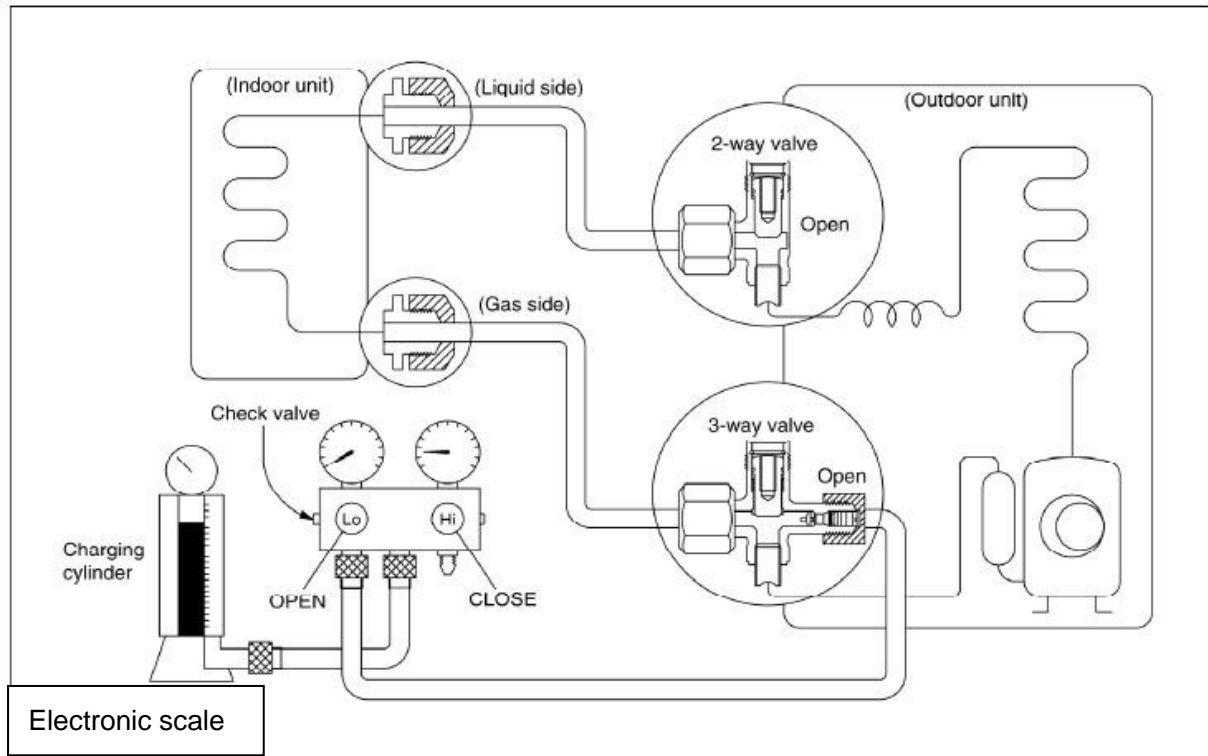 (Indoor unit)
(Liquid side)
(Outdoor unit)
2-way valve
Open
(Gas side)
Check valve
3-way valve
Open
Lo
Hi
Charging
cylinder
OPEN
CLOSE
Electronic scale